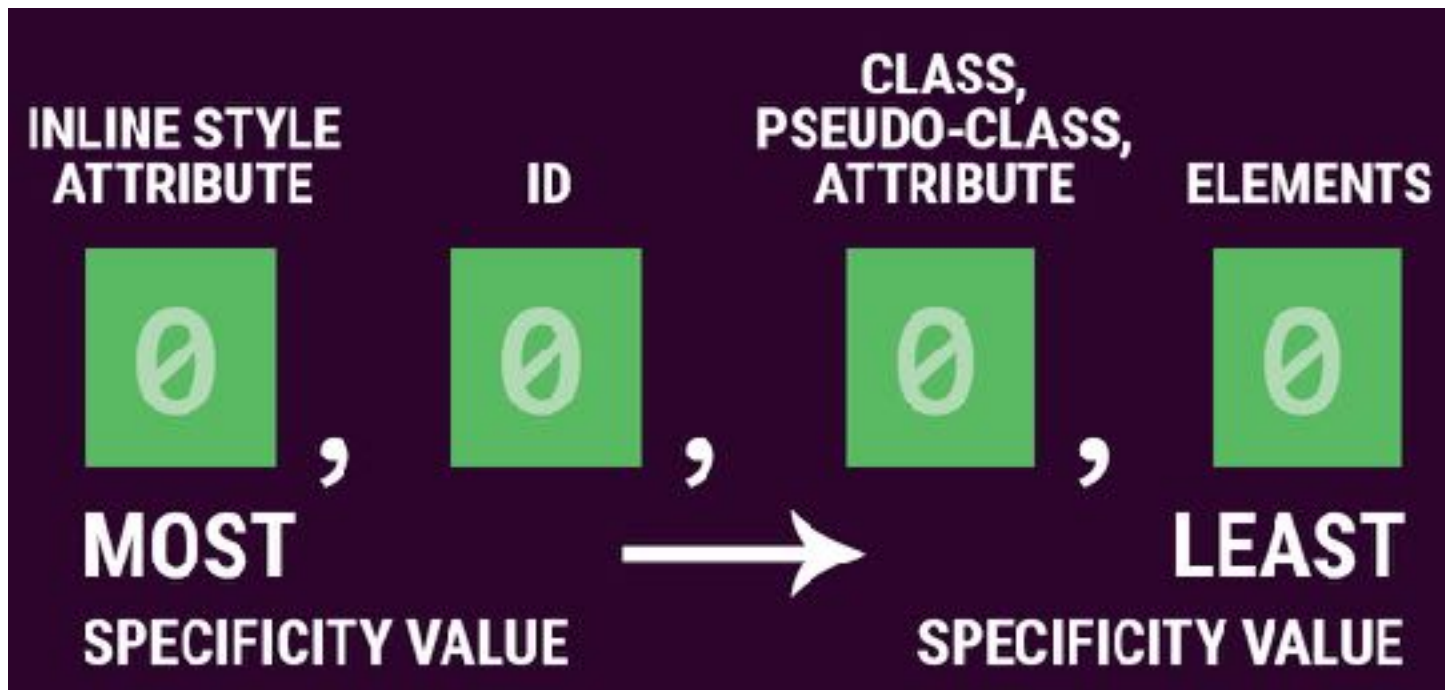 INLINE STYLE
ATTRIBUTE
ID
CLASS,
PSEUDO-CLASS,
ATTRIBUTE
ELEMENTS
0 , 0 , 0 , 0
MOST
SPECIFICITY VALUE
LEAST
SPECIFICITY VALUE